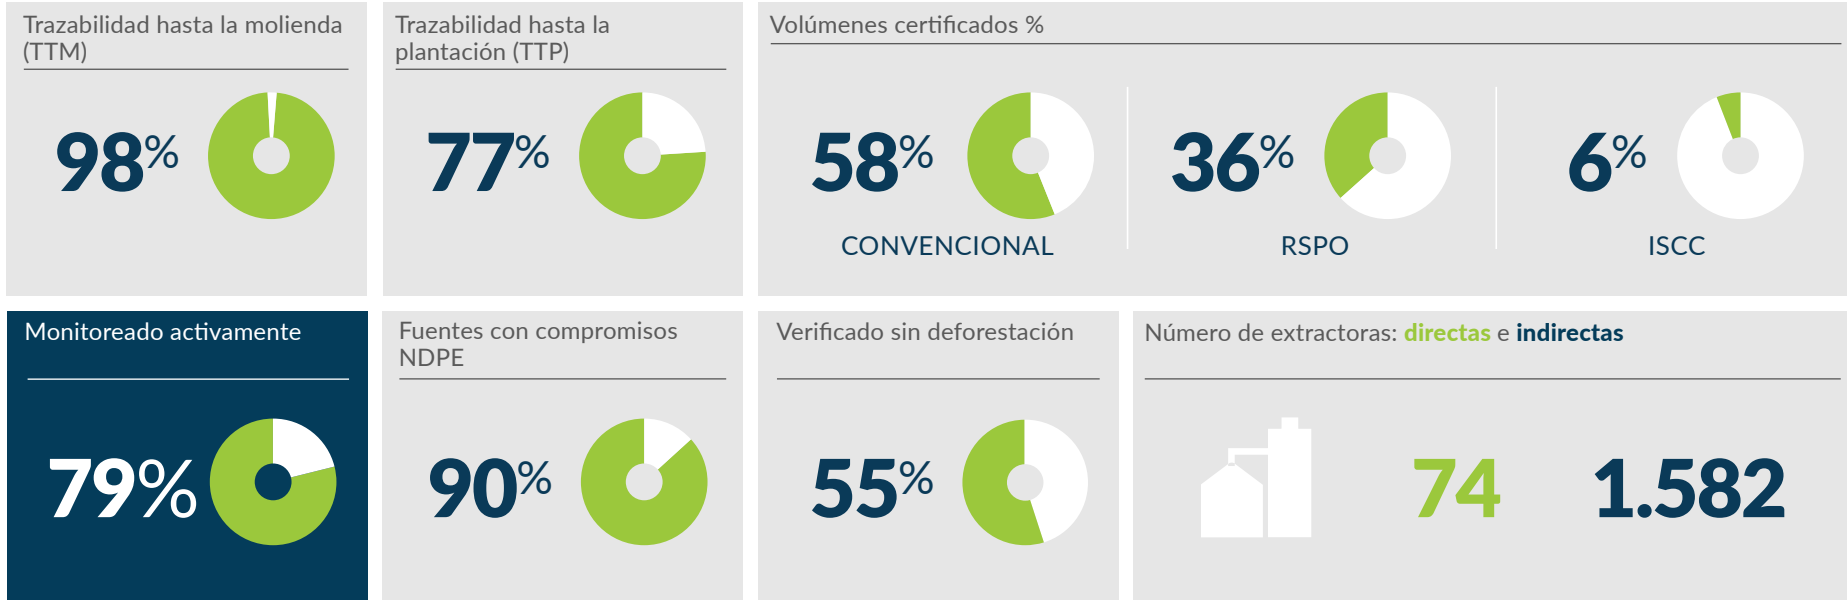 Trazabilidad hasta la molienda
(TTM)
98%
Trazabilidad hasta la
plantación (TTP)
77%
Volúmenes certificados %
58%
CONVENCIONAL
36%
RSPO
6%
ISCC
Monitoreado activamente
79%
Fuentes con compromisos
NDPE
90%
Verificado sin deforestación
55%
Número de extractoras: directas e indirectas
74
1.582